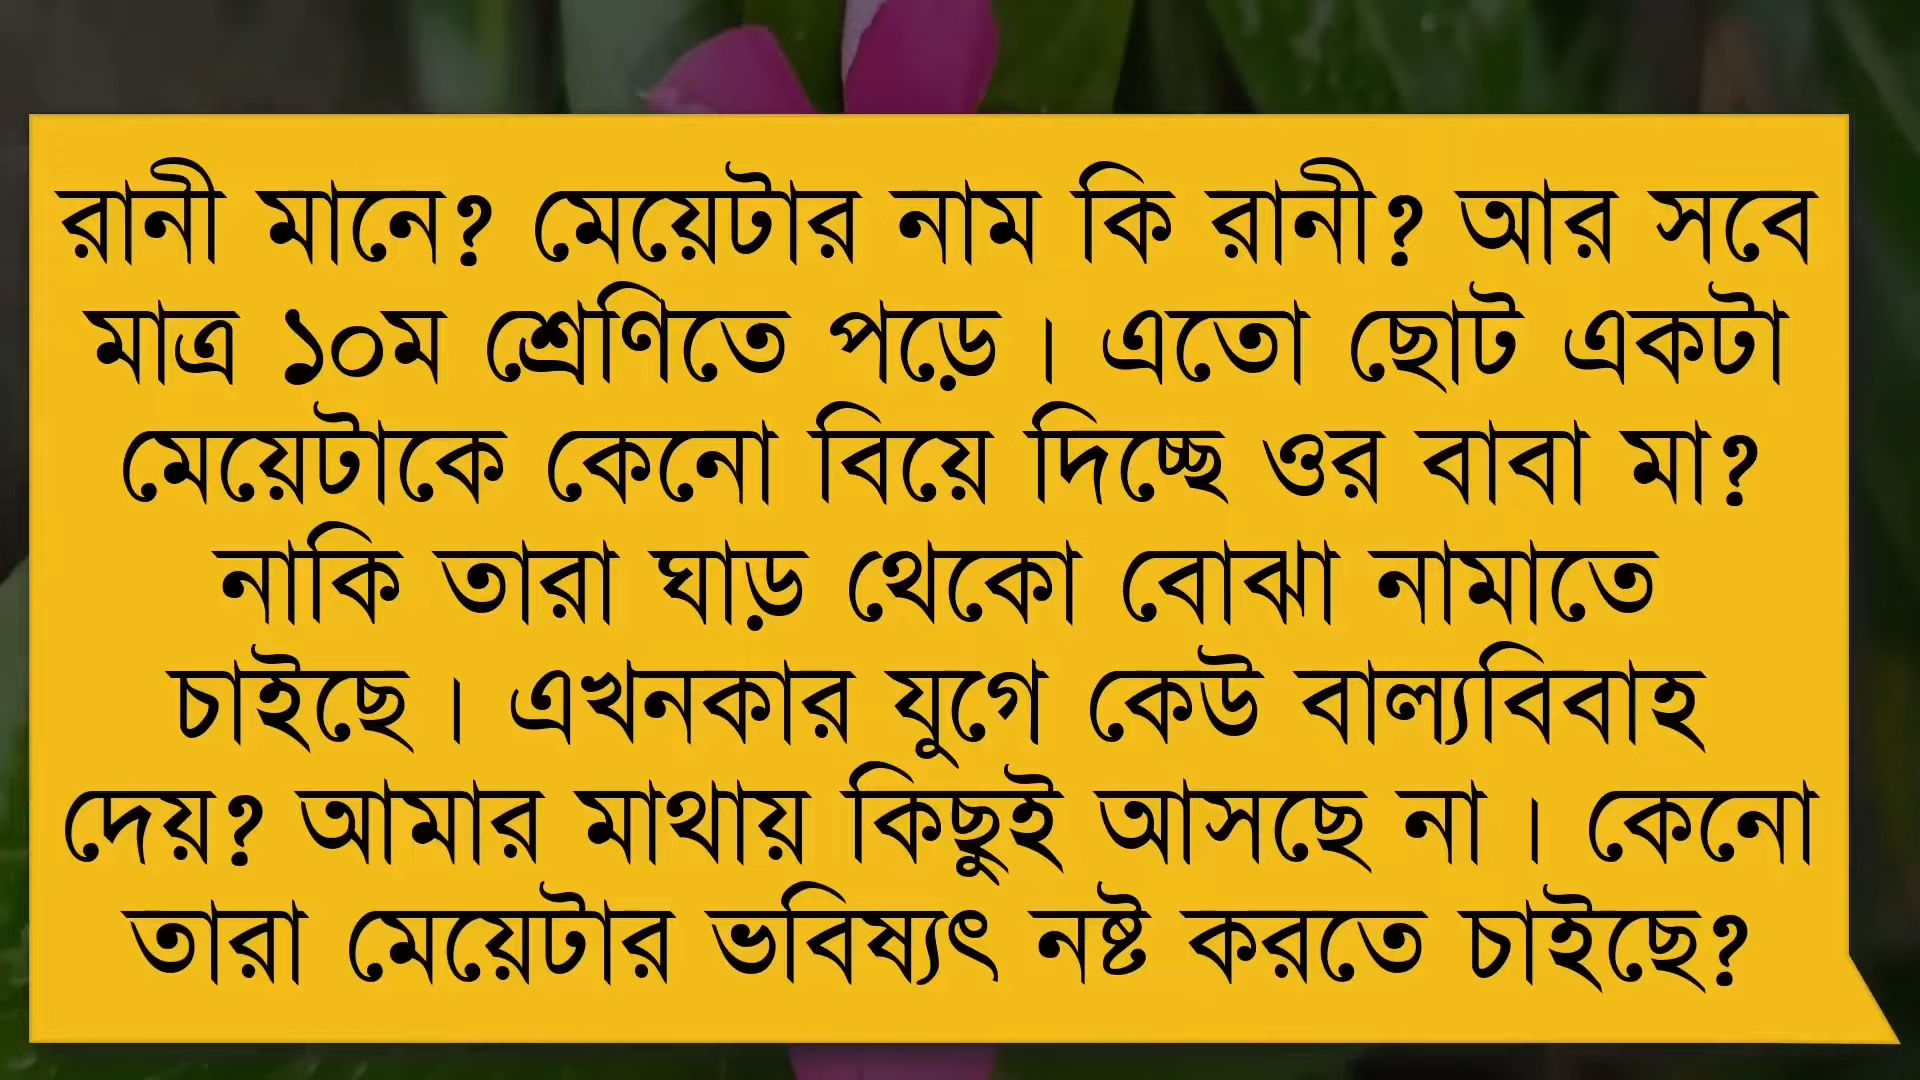 রানী মানে? মেয়েটার নাম কি রানী? আর সবে
মাত্র ১০ম শ্রেণিতে পড়ে। এতো ছোট একটা
মেয়েটাকে কেনো বিয়ে দিচ্ছে ওর বাবা মা?
নাকি তারা ঘাড় থেকো বোঝা নামাতে
চাইছে। এখনকার যুগে কেউ বাল্যবিবাহ
দেয়? আমার মাথায় কিছুই আসছে না। কেনো
তারা মেয়েটার ভবিষ্যৎ নষ্ট করতে চাইছে?